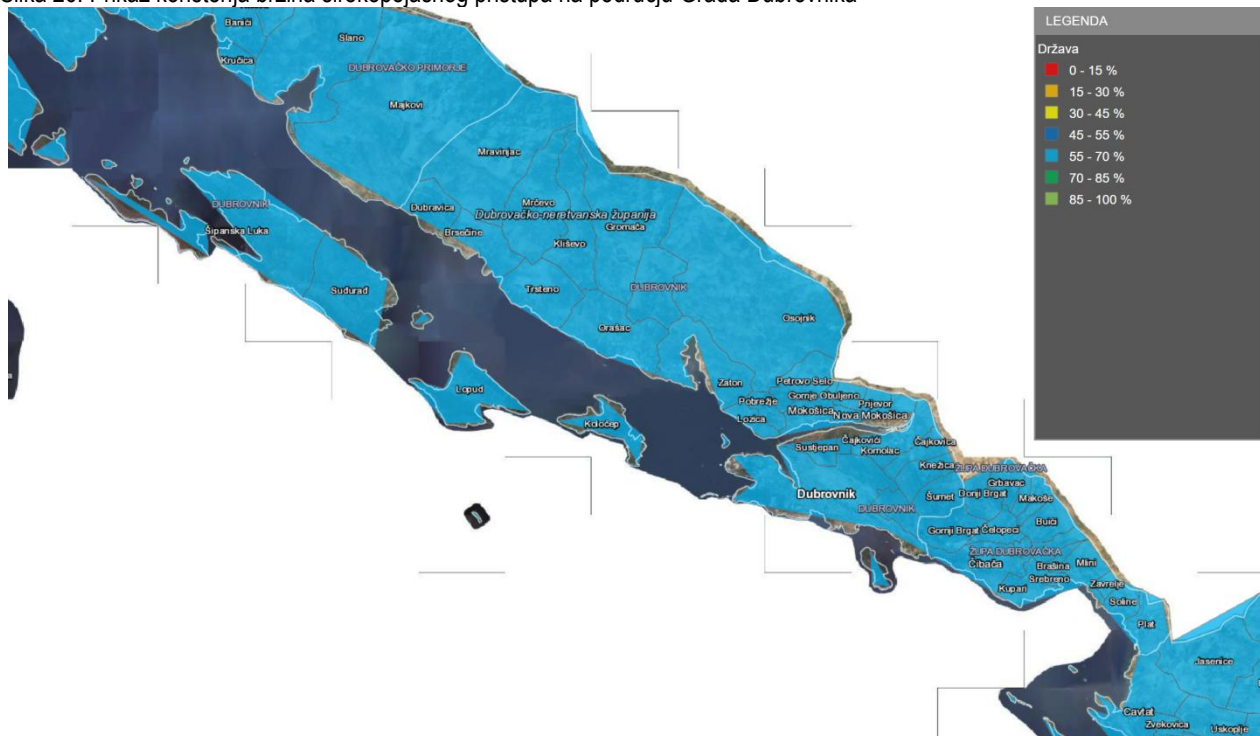 Slika 20. Prikaz korištenja brzina širokopojasnog pristupa na području Grada Dubrovnika
LEGENDA
Država
0 - 15 %
15 - 30 %
30 - 45 %
45 - 55 %
55 - 70 %
70 - 85 %
85 - 100 %
Banići
Slano
Kručica
DUBROVAČKO PRIMORJE
Majkovi
Mravinjac
DUBROVNIK
Dubravica
Mrčevo
Dubrovačko-neretvanska županija
Šipanska Luka
Brsečine
Gromača
Kliševo
Suđurađ
Trsteno
DUBROVNIK
Orašac
Osojnik
Lopud
Zaton
Petrovo Selo
Pobrežje
Gornje Obuljeno
Prijevor
Koločep
Lozica
Mokošica
Nova Mokošica
Sustjepan
Čajkovići
Komolac
Čajkovica
Knežica
ŽUPA DUBROVAČKA
Grbavac
Dubrovnik
Šumet
Donji Brgat
Makoše
DUBROVNIK
Buići
Gornji Brgat
Čelopeci
ŽUPA DUBROVAČKA
Čibača
Brašina
Mlini
Srebreno
Kupari
Zavrelje
Soline
Plat
Jasenice
Cavtat
Zvekovica
Uskoplje